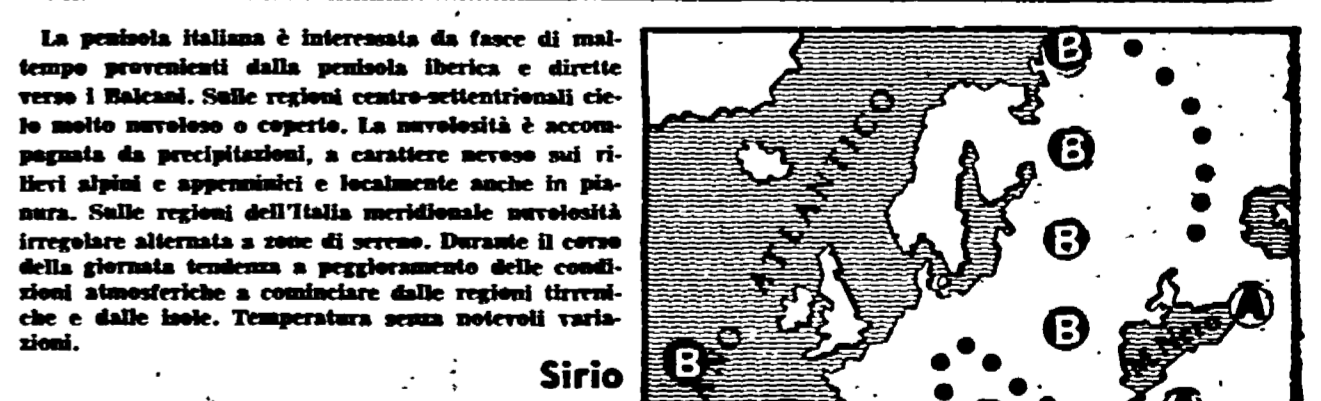 La penisola italiana è interessata da fasce di mal-
tempo provenienti dalla penisola iberica e dirette
verso i Balcani. Sulle regioni centro-settentrionali cie-
lo molto nuvoloso o coperto. La nuvolosità è accom-
pagnata da precipitazioni, a carattere nevoso sui ri-
lievi alpini e appenninici e localmente anche in pia-
nura. Sulle regioni dell'Italia meridionale nuvolosità
irregolare alternata a zone di sereno. Durante il corso
della giornata tendenza a peggioramento delle condi-
zioni atmosferiche a cominciare dalle regioni tirreni-
che e dalle isole. Temperatura senza notevoli varia-
zioni.
Sirio
B
B
B
B
B
A
ATLANTICO